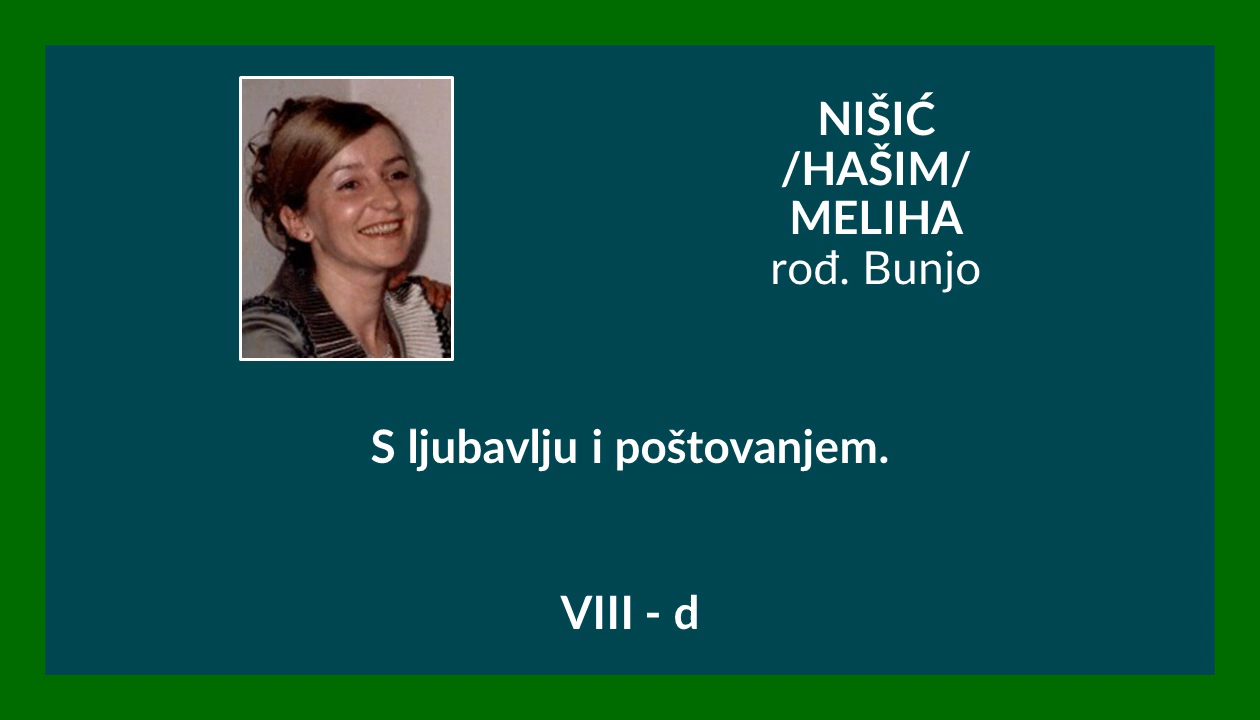 NIŠIĆ
/HAŠIM/
MELIHA
rođ. Bunjo
S ljubavlju i poštovanjem.
VIII - d